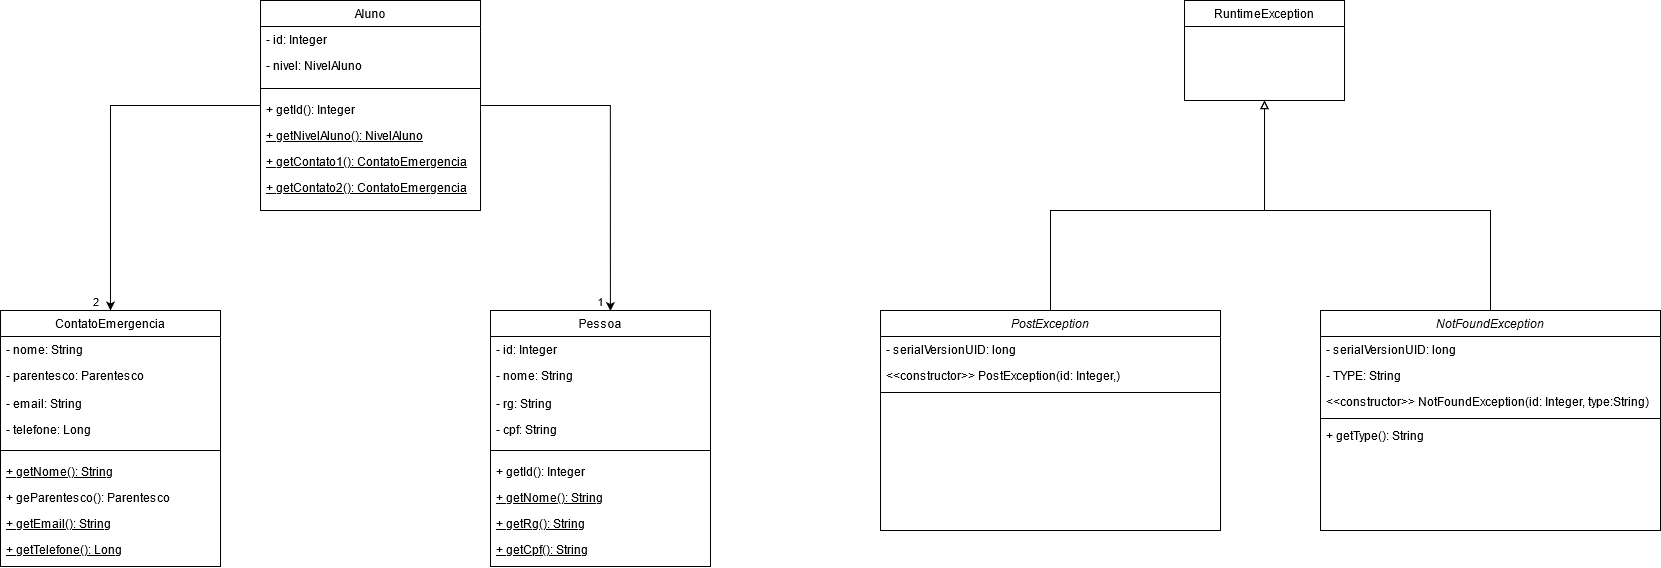 Aluno
- id: Integer
- nivel: NivelAluno
+ getId(): Integer
+ getNivelAluno(): NivelAluno
+ getContato1(): ContatoEmergencia
+ getContato2(): ContatoEmergencia
2
ContatoEmergencia
- nome: String
- parentesco: Parentesco
- email: String
- telefone: Long
+ getNome(): String
+ geParentesco(): Parentesco
+ getEmail(): String
+ getTelefone(): Long
1
Pessoa
- id: Integer
- nome: String
- rg: String
- cpf: String
+ getId(): Integer
+ getNome(): String
+ getRg(): String
+ getCpf(): String
RuntimeException
PostException
- serialVersionUID: long
<<constructor>> PostException(id: Integer,)
NotFoundException
- serialVersionUID: long
- TYPE: String
<<constructor>> NotFoundException(id: Integer, type:String)
+ getType(): String